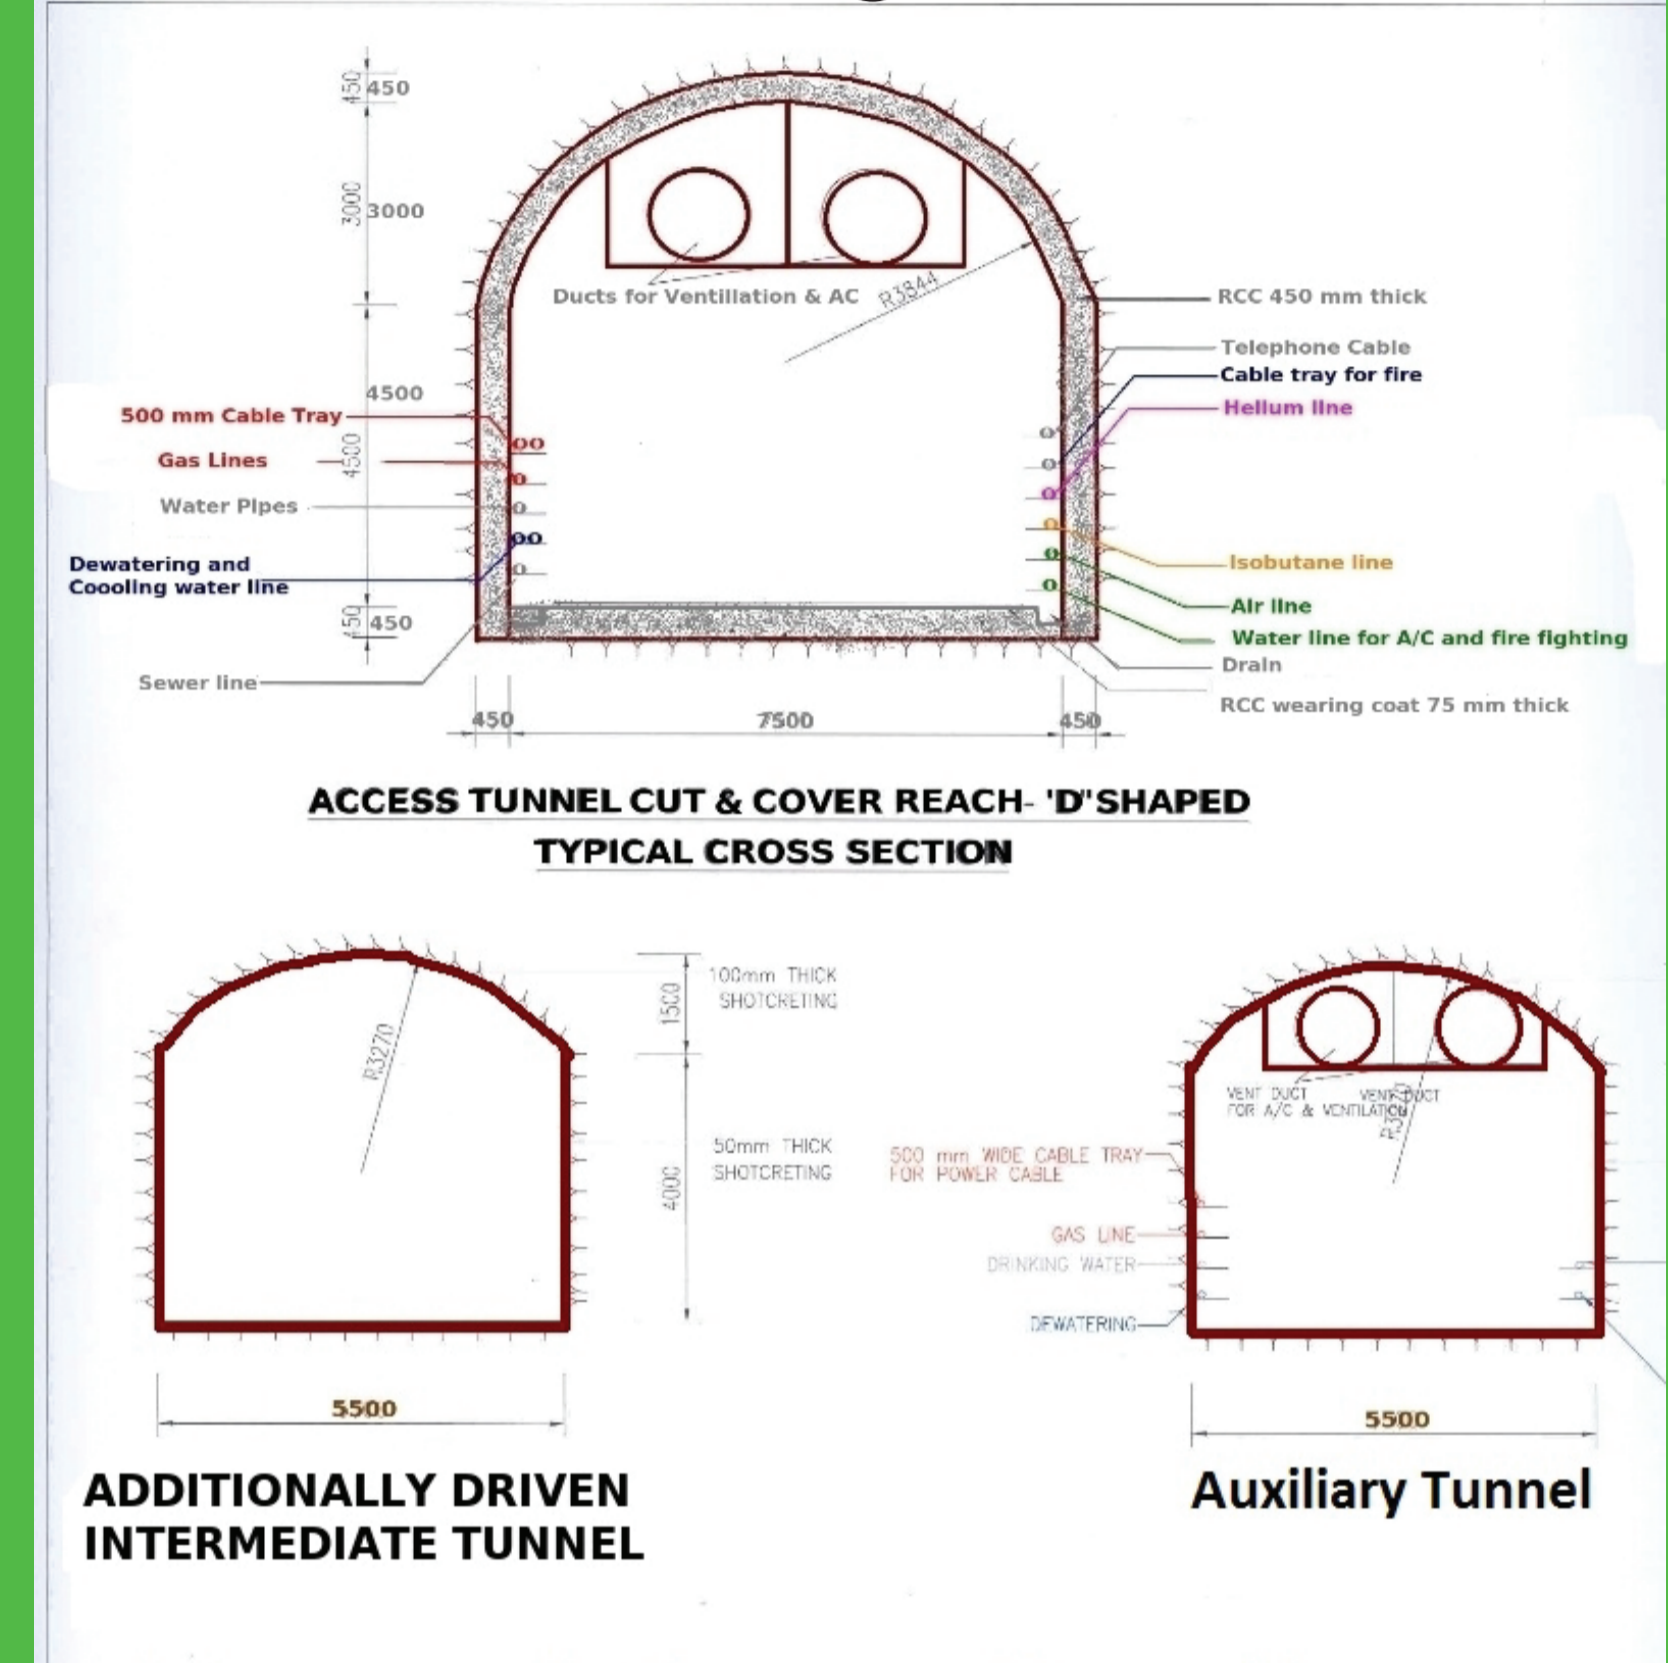 450
450
3000
3000
Ducts for Ventillation & AC
R3844
RCC 450 mm thick
Telephone Cable
Cable tray for fire
Helium line
4500
4500
500 mm Cable Tray
Gas Lines
Water Pipes
Dewatering and
Coooling water line
Isobutane line
Air line
Water line for A/C and fire fighting
Drain
RCC wearing coat 75 mm thick
450
450
Sewer line
450
7500
450
ACCESS TUNNEL CUT & COVER REACH- 'D'SHAPED
TYPICAL CROSS SECTION
R3270
1500
100mm THICK
SHOTCRETING
4000
50mm THICK
SHOTCRETING
5500
ADDITIONALLY DRIVEN
INTERMEDIATE TUNNEL
VENT DUCT
FOR A/C & VENTILATION
VENT DUCT
500 mm WIDE CABLE TRAY
FOR POWER CABLE
GAS LINE
DRINKING WATER
DEWATERING
5500
Auxiliary Tunnel